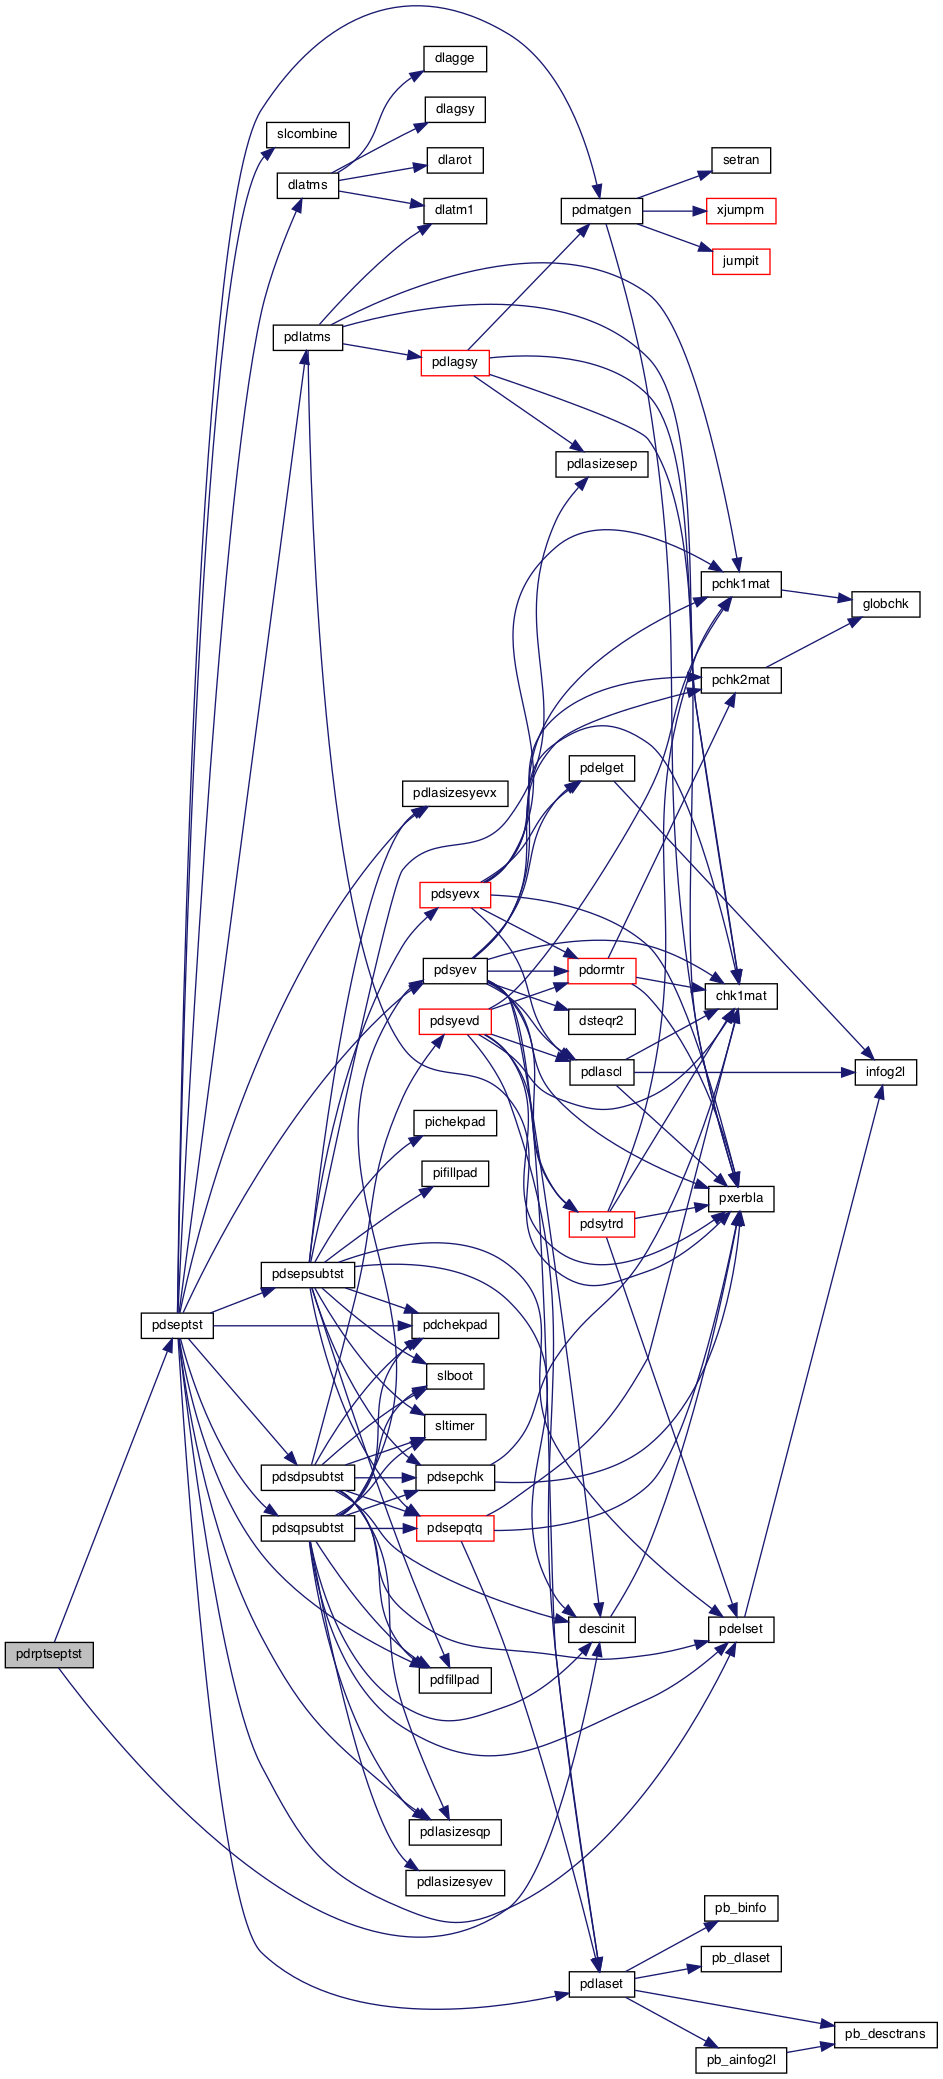 dlagge
dlagsy
slcombine
dlarot
setran
dlatms
dlatm1
pdmatgen
xjumpm
jumpit
pdlatms
pdlagsy
pdlasizesep
pchk1mat
globchk
pchk2mat
pdelget
pdlasizesyevx
pdsyevx
pdsyev
pdormtr
chk1mat
pdsyevd
dsteqr2
pdlascl
infog2l
pichekpad
pifillpad
pxerbla
pdsytrd
pdsepsubtst
pdseptst
pdchekpad
slboot
sltimer
pdsdpsubtst
pdsepchk
pdsqpsubtst
pdsepqtq
descinit
pdelset
pdrptseptst
pdfillpad
pdlasizesqp
pdlasizesyev
pb_binfo
pb_dlaset
pdlaset
pb_desctrans
pb_ainfog2l